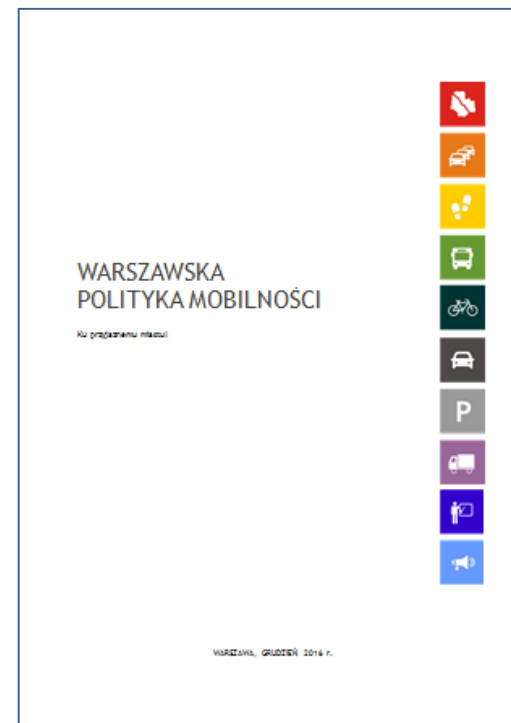 WARSZAWSKA
POLITYKA MOBILNOŚCI
Ku przyjaznemu miastu!
P
WARSZAWA, GRUDZIEŃ 2016 r.